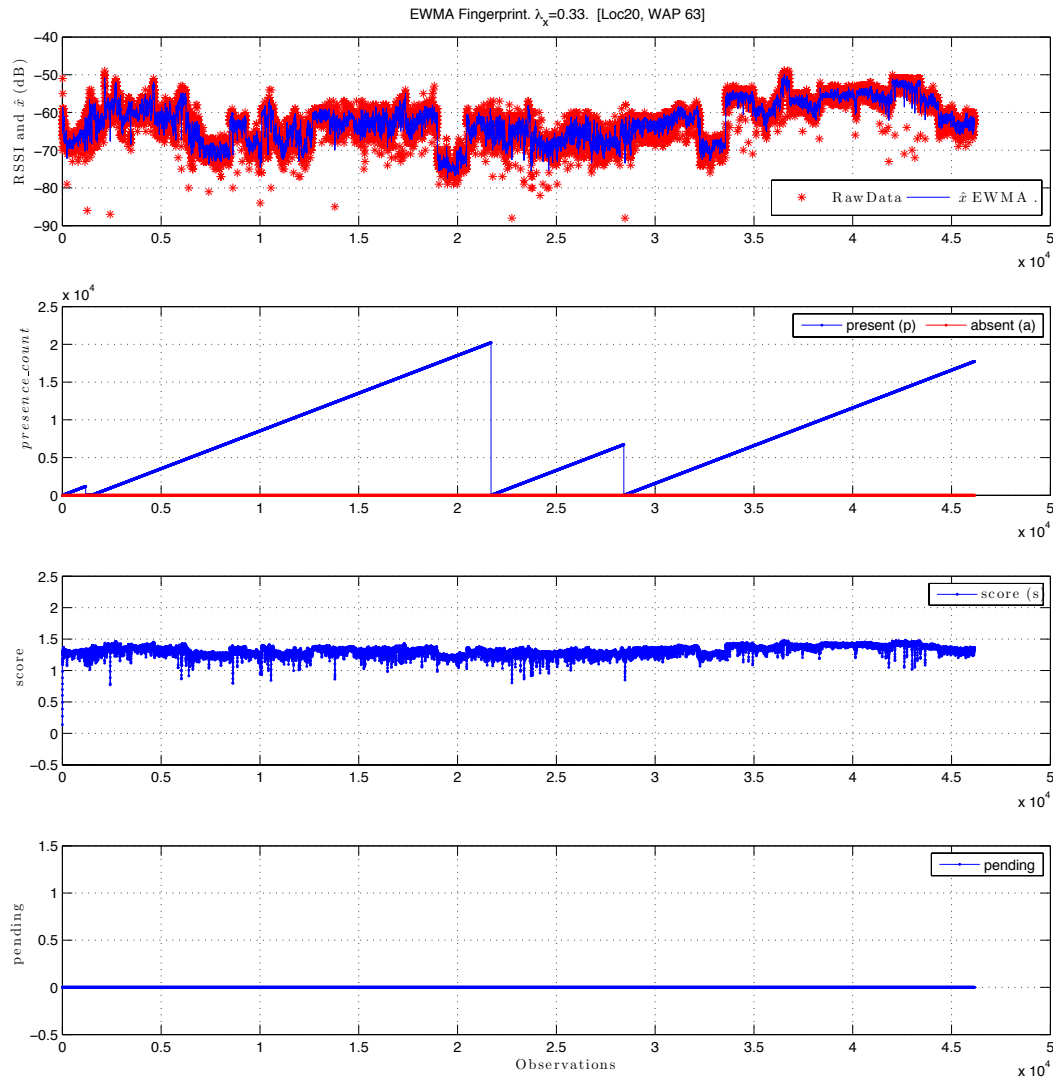 EWMA Fingerprint. λx=0.33. [Loc20, WAP 63]
RSSI and x̂ (dB)
−40
−50
−60
−70
−80
−90
RawData
x̂ EWMA .
0 0.5 1 1.5 2 2.5 3 3.5 4 4.5 5
x 10^4
x 10^4
presence_count
2.5
2
1.5
1
0.5
0
present (p)
absent (a)
0 0.5 1 1.5 2 2.5 3 3.5 4 4.5 5
x 10^4
score
2.5
2
1.5
1
0.5
0
−0.5
score (s)
0 0.5 1 1.5 2 2.5 3 3.5 4 4.5 5
x 10^4
pending
1.5
1
0.5
0
−0.5
pending
0 0.5 1 1.5 2 2.5 3 3.5 4 4.5 5
x 10^4
Observations